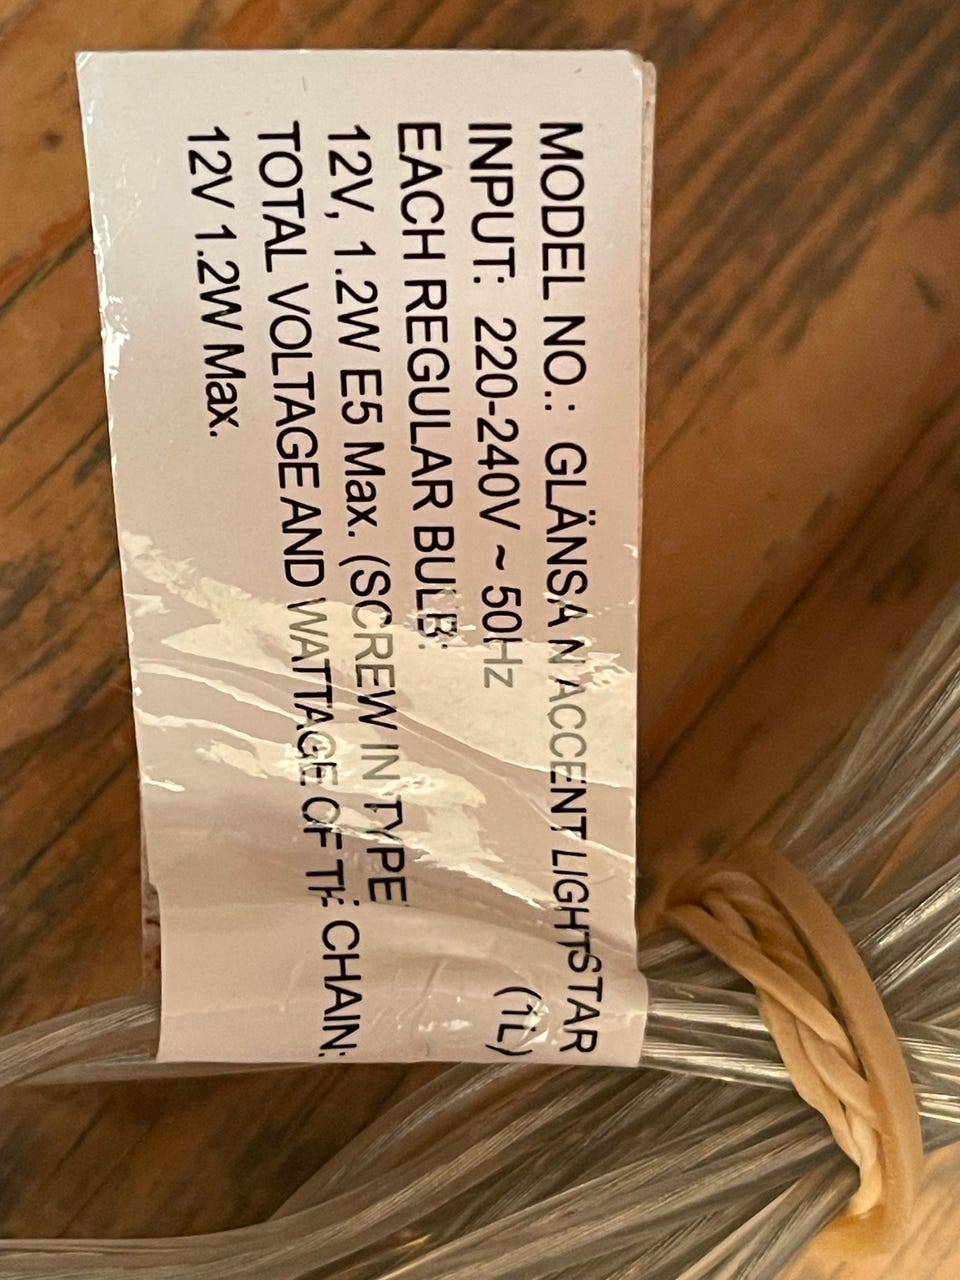 MODEL NO.: GLÄNSA N ACCENT LIGHTSTAR
INPUT: 220-240V ~ 50Hz (1L)
EACH REGULAR BULB:
12V, 1.2W E5 Max. (SCREW IN TYPE
TOTAL VOLTAGE AND WATTAGE OF THE CHAIN:
12V 1.2W Max.